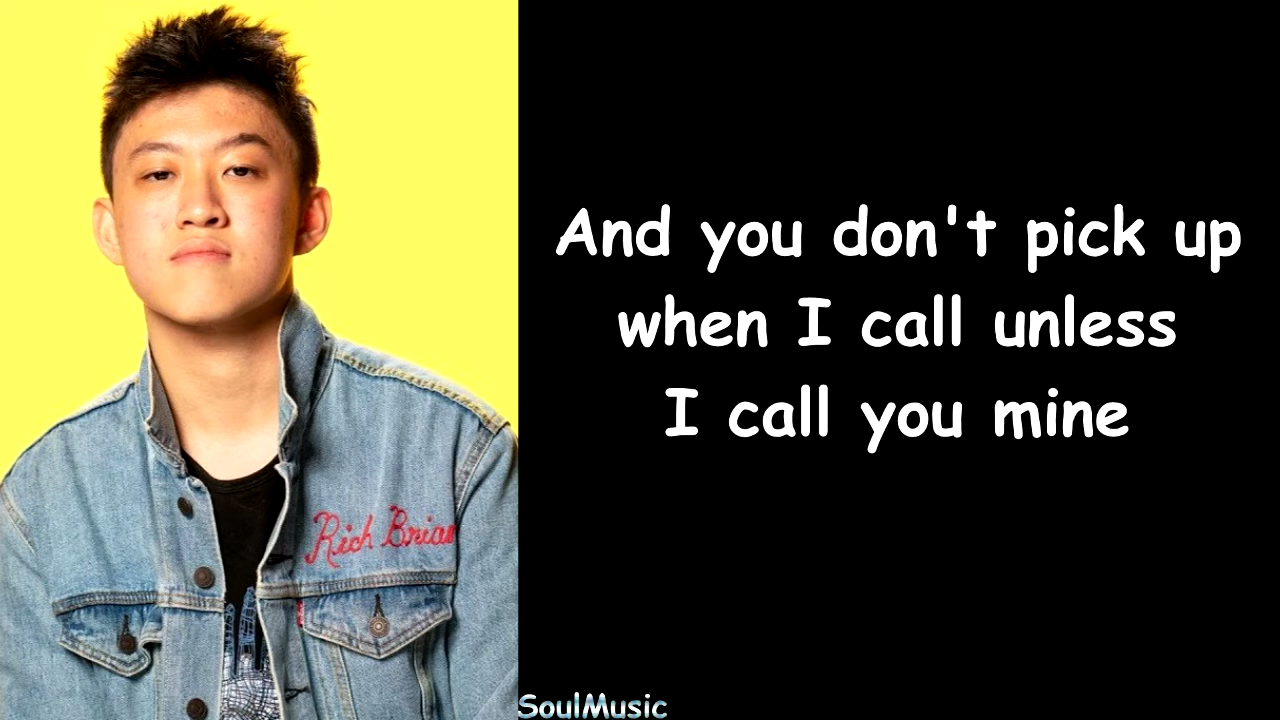 And you don't pick up
when I call unless
I call you mine
Rich Brian
SoulMusic